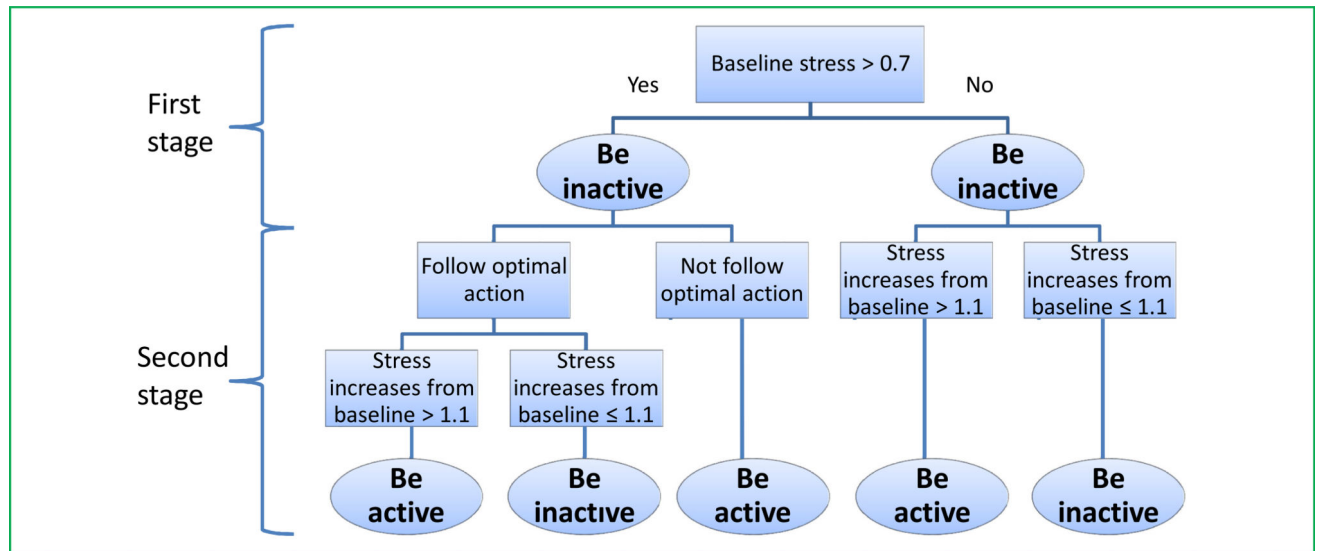 Baseline stress > 0.7
Yes
No
First
stage
Be
inactive
Be
inactive
Follow optimal
action
Not follow
optimal action
Stress
increases from
baseline > 1.1
Stress
increases from
baseline ≤ 1.1
Second
stage
Stress
increases from
baseline > 1.1
Stress
increases from
baseline ≤ 1.1
Be
active
Be
inactive
Be
active
Be
active
Be
inactive